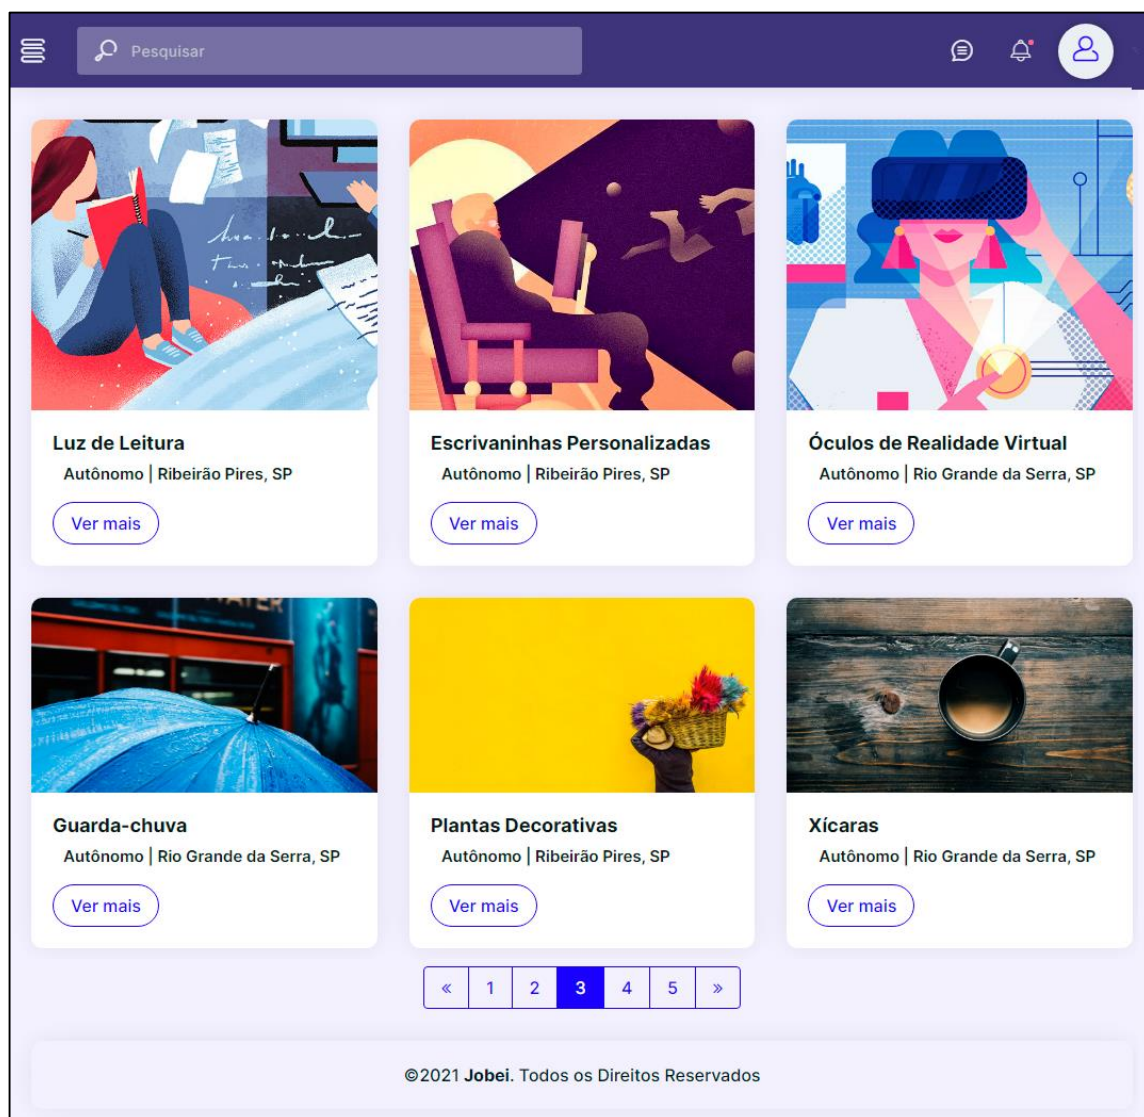 Pesquisar
Luz de Leitura
Autônomo | Ribeirão Pires, SP
Ver mais
Escrivaninhas Personalizadas
Autônomo | Ribeirão Pires, SP
Ver mais
Óculos de Realidade Virtual
Autônomo | Rio Grande da Serra, SP
Ver mais
Guarda-chuva
Autônomo | Rio Grande da Serra, SP
Ver mais
Plantas Decorativas
Autônomo | Ribeirão Pires, SP
Ver mais
Xícaras
Autônomo | Rio Grande da Serra, SP
Ver mais
« 1 2 3 4 5 »
©2021 Jobei. Todos os Direitos Reservados